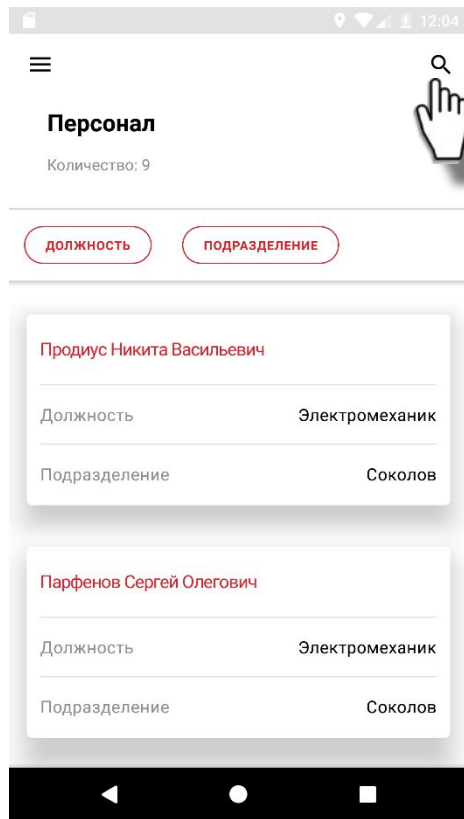 12:04
Персонал
Количество: 9
ДОЛЖНОСТЬ ПОДРАЗДЕЛЕНИЕ
Продиус Никита Васильевич
Должность Электромеханик
Подразделение Соколов
Парфенов Сергей Олегович
Должность Электромеханик
Подразделение Соколов